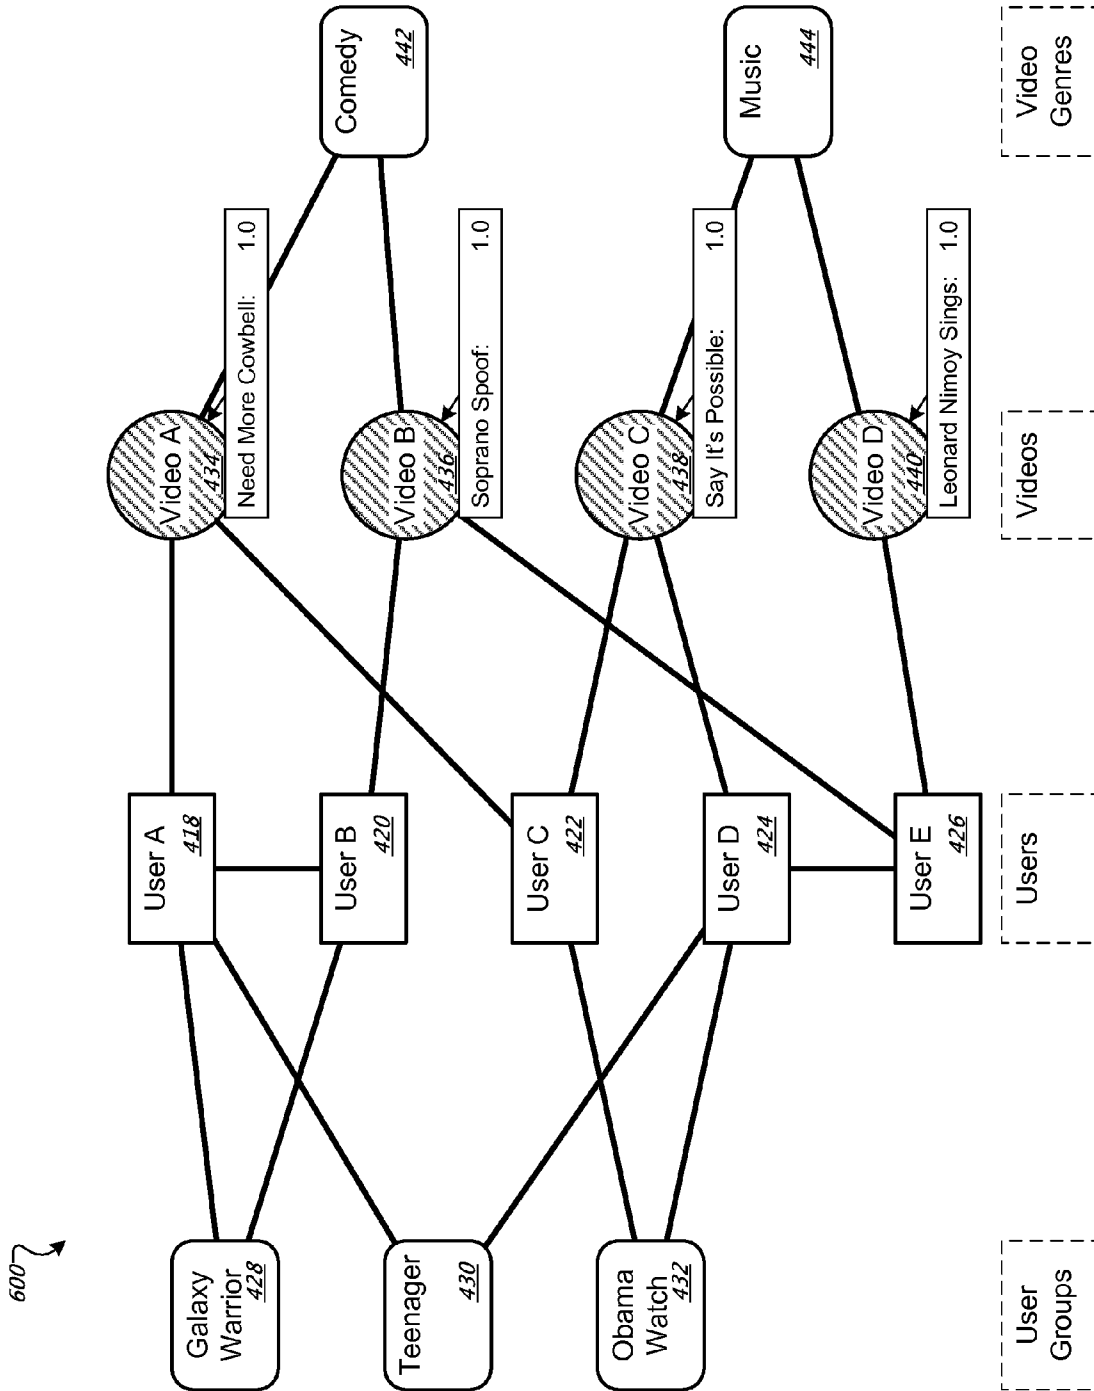 600
Galaxy
Warrior
428
Teenager
430
Obama
Watch
432
User
Groups
User A
418
User B
420
User C
422
User D
424
User E
426
Users
Video A
434
Need More Cowbell: 1.0
Video B
436
Soprano Spoof: 1.0
Video C
438
Say It's Possible: 1.0
Video D
440
Leonard Nimoy Sings: 1.0
Videos
Comedy
442
Music
444
Video
Genres